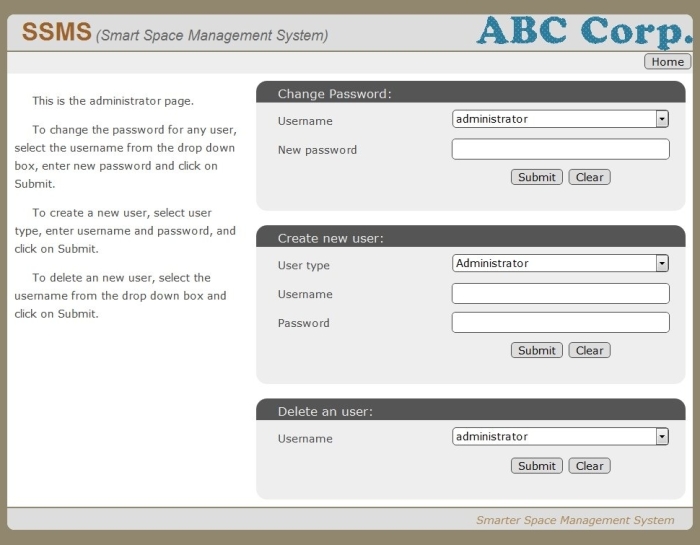 SSMS (Smart Space Management System)
ABC Corp.
Home
This is the administrator page.
To change the password for any user,
select the username from the drop down
box, enter new password and click on
Submit.
To create a new user, select user
type, enter username and password, and
click on Submit.
To delete an new user, select the
username from the drop down box and
click on Submit.
Change Password:
Username administrator
New password
Submit Clear
Create new user:
User type Administrator
Username
Password
Submit Clear
Delete an user:
Username administrator
Submit Clear
Smarter Space Management System